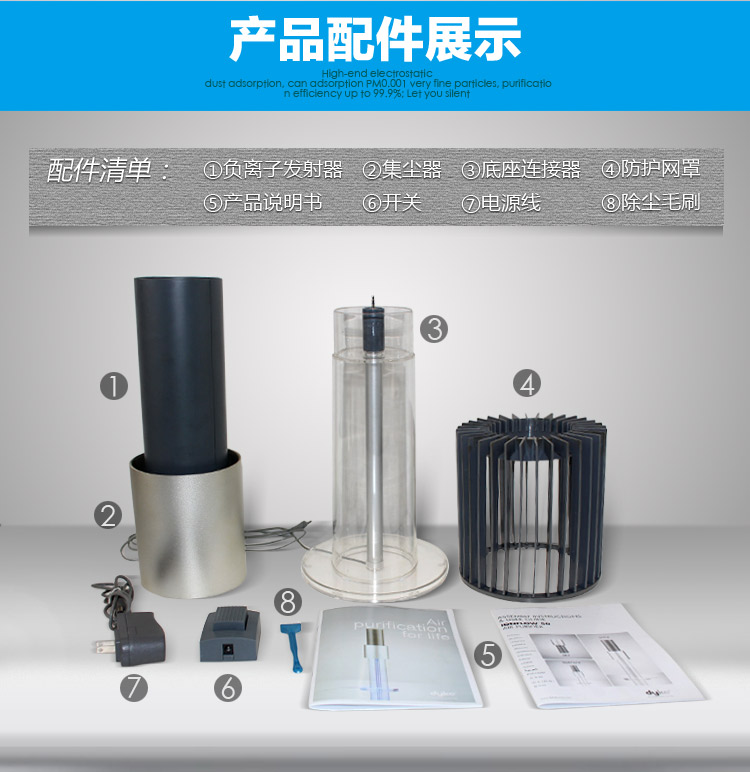 产品配件展示
High-end electrostatic
dust adsorption, can adsorption PM0.001 very fine particles, purificatio
n efficiency up to 99.9%; Let you silent
配件清单：
①负离子发射器 ②集尘器 ③底座连接器 ④防护网罩
⑤产品说明书 ⑥开关 ⑦电源线 ⑧除尘毛刷
3
1
4
2
8
Air
purification
for life
5
ASSEMBLY INSTRUCTIONS
& USER GUIDE
7
6